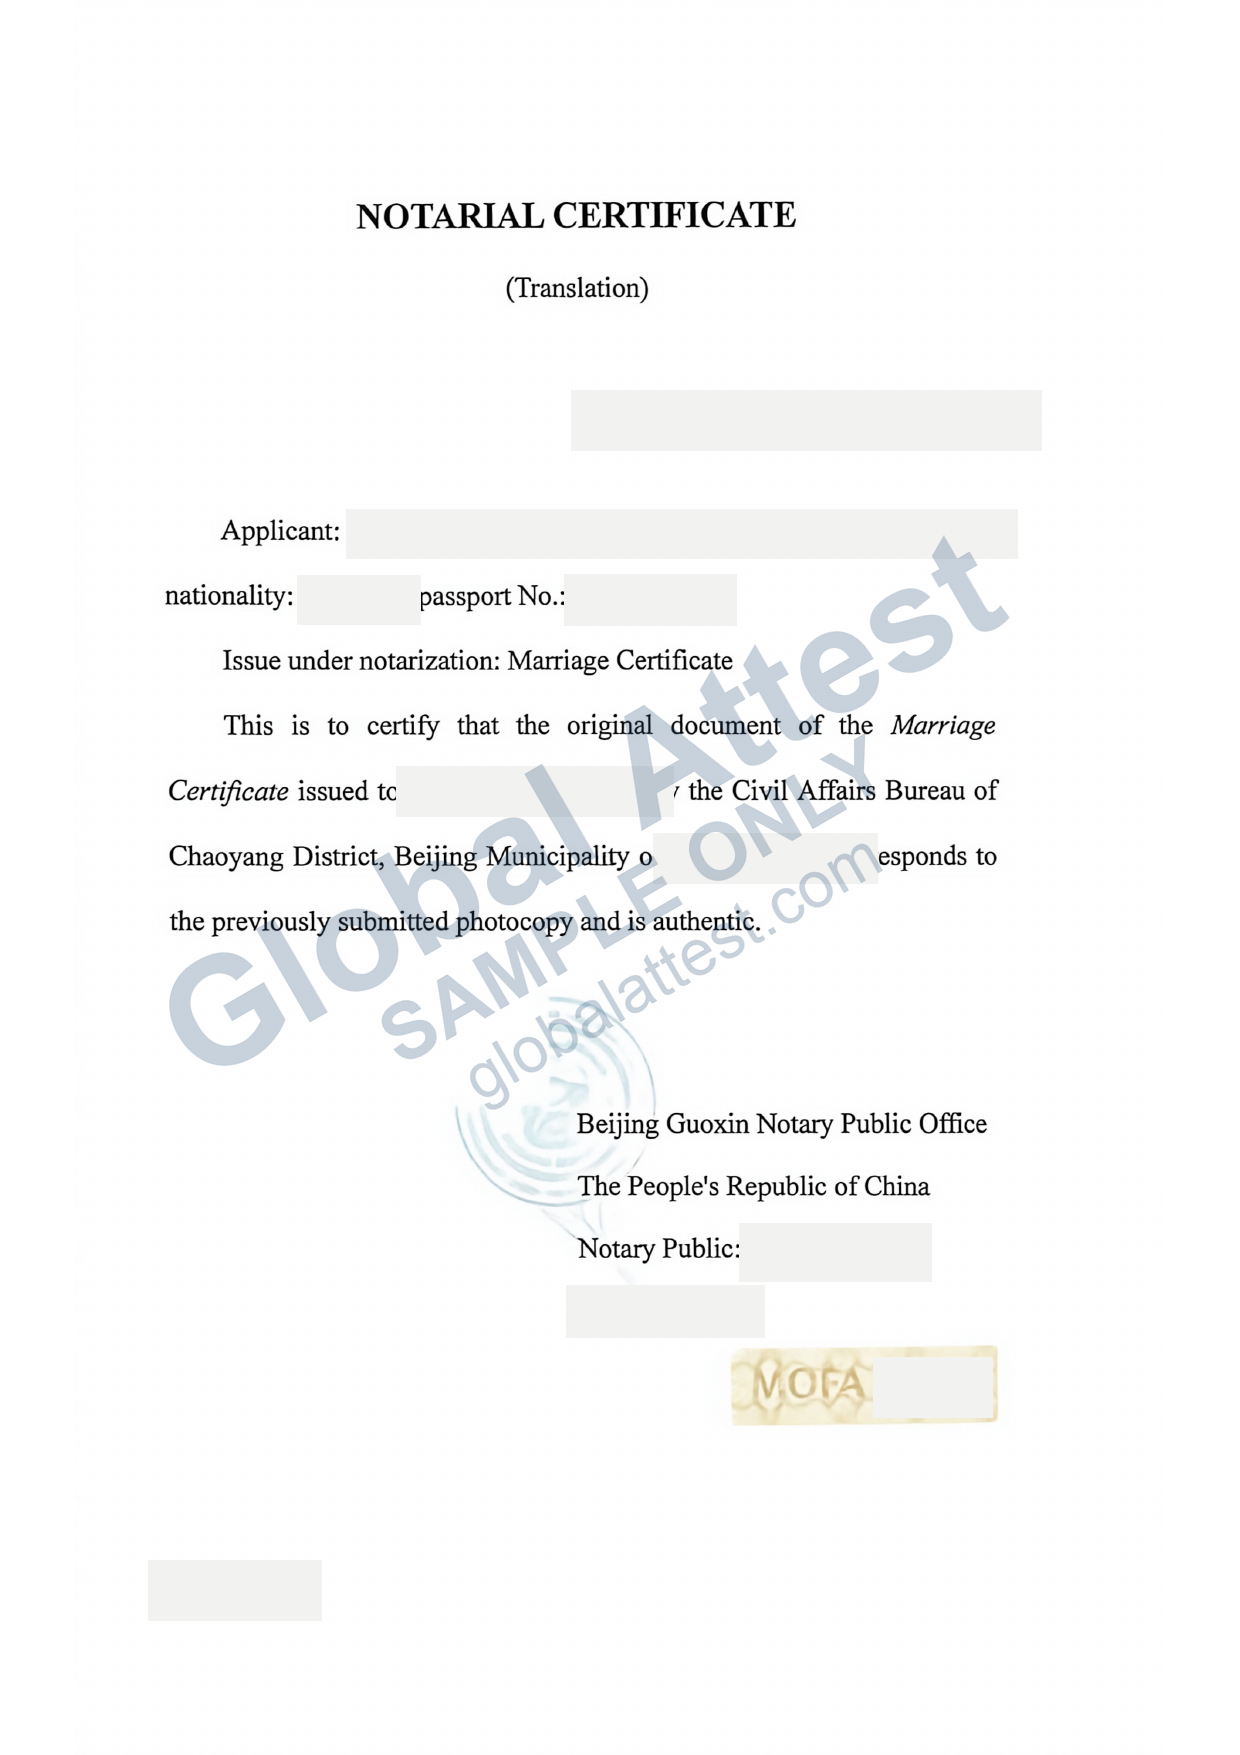 NOTARIAL CERTIFICATE
(Translation)
Applicant:
nationality: passport No.:
Issue under notarization: Marriage Certificate
This is to certify that the original document of the Marriage
Certificate issued to the Civil Affairs Bureau of
Chaoyang District, Beijing Municipality o esponds to
the previously submitted photocopy and is authentic.
Global Attest
SAMPLE ONLY
globalattest.com
Beijing Guoxin Notary Public Office
The People's Republic of China
Notary Public:
MOFA